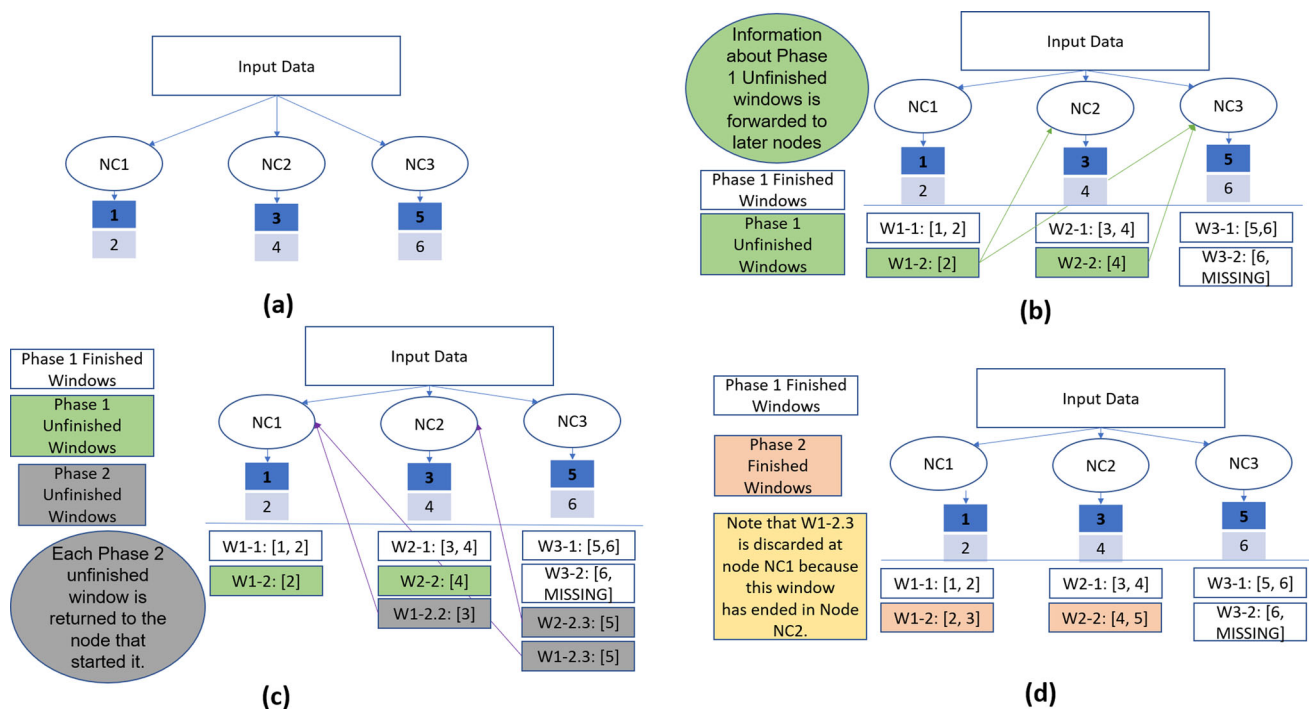 Input Data
NC1
NC2
NC3
1
3
5
2
4
6
(a)
Information
about Phase
1 Unfinished
windows is
forwarded to
later nodes
Phase 1 Finished
Windows
Phase 1
Unfinished
Windows
Input Data
NC1
NC2
NC3
1
3
5
2
4
6
W1-1: [1, 2]
W2-1: [3, 4]
W3-1: [5,6]
W1-2: [2]
W2-2: [4]
W3-2: [6,
MISSING]
(b)
Phase 1 Finished
Windows
Phase 1
Unfinished
Windows
Phase 2
Unfinished
Windows
Each Phase 2
unfinished
window is
returned to the
node that
started it.
Input Data
NC1
NC2
NC3
1
3
5
2
4
6
W1-1: [1, 2]
W2-1: [3, 4]
W3-1: [5,6]
W1-2: [2]
W2-2: [4]
W3-2: [6,
MISSING]
W1-2.2: [3]
W2-2.3: [5]
W1-2.3: [5]
(c)
Phase 1 Finished
Windows
Phase 2
Finished
Windows
Note that W1-2.3
is discarded at
node NC1 because
this window
has ended in Node
NC2.
Input Data
NC1
NC2
NC3
1
3
5
2
4
6
W1-1: [1, 2]
W2-1: [3, 4]
W3-1: [5, 6]
W1-2: [2, 3]
W2-2: [4, 5]
W3-2: [6,
MISSING]
(d)